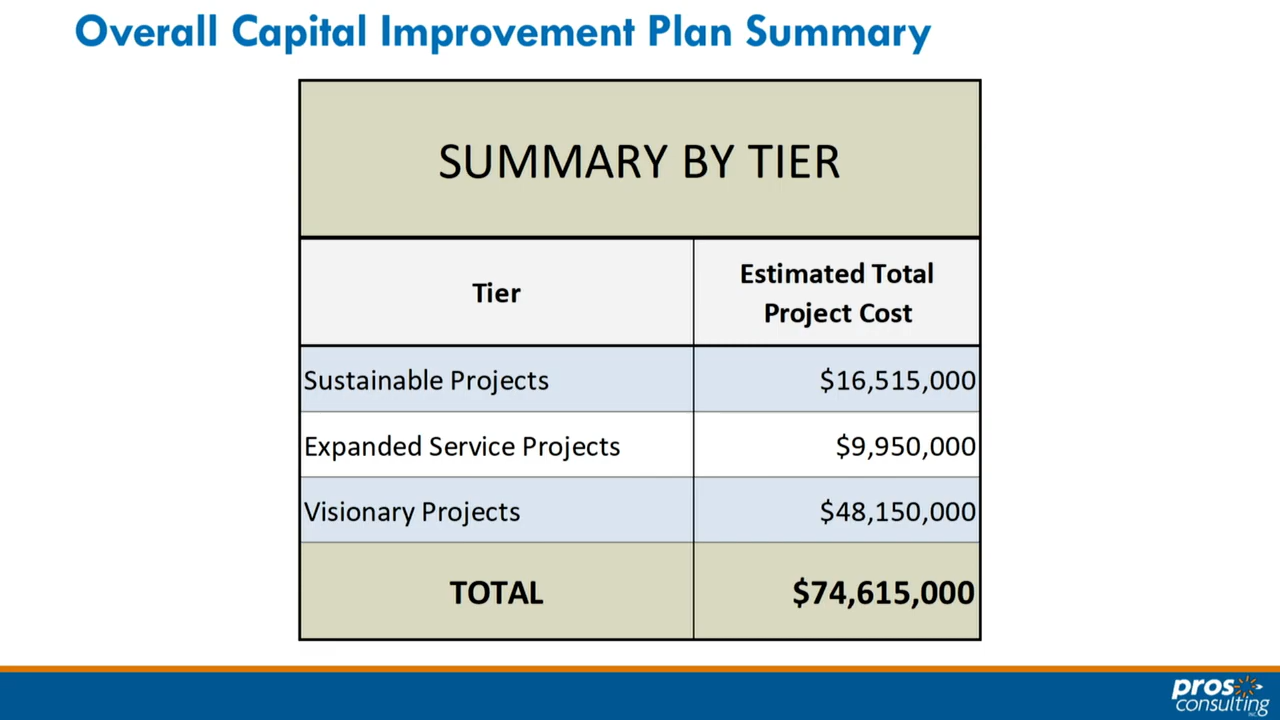 Overall Capital Improvement Plan Summary
SUMMARY BY TIER
Tier
Estimated Total
Project Cost
Sustainable Projects $16,515,000
Expanded Service Projects $9,950,000
Visionary Projects $48,150,000
TOTAL $74,615,000
pros
consulting
INC.